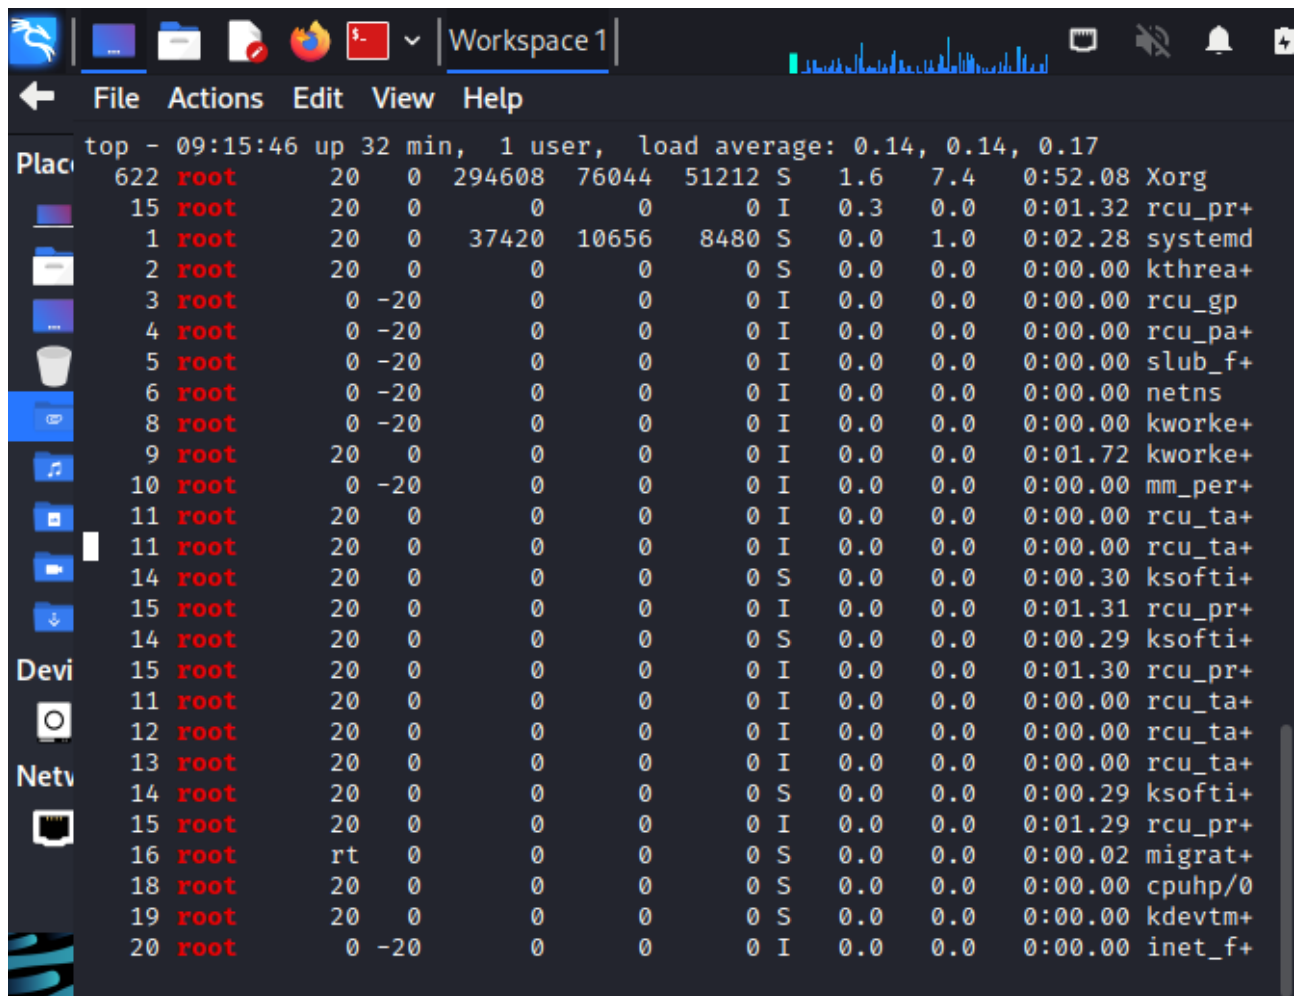 Workspace 1
File Actions Edit View Help
top - 09:15:46 up 32 min, 1 user, load average: 0.14, 0.14, 0.17
622 root 20 0 294608 76044 51212 S 1.6 7.4 0:52.08 Xorg
15 root 20 0 0 0 0 I 0.3 0.0 0:01.32 rcu_pr+
1 root 20 0 37420 10656 8480 S 0.0 1.0 0:02.28 systemd
2 root 20 0 0 0 0 S 0.0 0.0 0:00.00 kthrea+
3 root 0 -20 0 0 0 I 0.0 0.0 0:00.00 rcu_gp
4 root 0 -20 0 0 0 I 0.0 0.0 0:00.00 rcu_pa+
5 root 0 -20 0 0 0 I 0.0 0.0 0:00.00 slub_f+
6 root 0 -20 0 0 0 I 0.0 0.0 0:00.00 netns
8 root 0 -20 0 0 0 I 0.0 0.0 0:00.00 kworke+
9 root 20 0 0 0 0 I 0.0 0.0 0:01.72 kworke+
10 root 0 -20 0 0 0 I 0.0 0.0 0:00.00 mm_per+
11 root 20 0 0 0 0 I 0.0 0.0 0:00.00 rcu_ta+
11 root 20 0 0 0 0 I 0.0 0.0 0:00.00 rcu_ta+
14 root 20 0 0 0 0 S 0.0 0.0 0:00.30 ksofti+
15 root 20 0 0 0 0 I 0.0 0.0 0:01.31 rcu_pr+
14 root 20 0 0 0 0 S 0.0 0.0 0:00.29 ksofti+
15 root 20 0 0 0 0 I 0.0 0.0 0:01.30 rcu_pr+
11 root 20 0 0 0 0 I 0.0 0.0 0:00.00 rcu_ta+
12 root 20 0 0 0 0 I 0.0 0.0 0:00.00 rcu_ta+
13 root 20 0 0 0 0 I 0.0 0.0 0:00.00 rcu_ta+
14 root 20 0 0 0 0 S 0.0 0.0 0:00.29 ksofti+
15 root 20 0 0 0 0 I 0.0 0.0 0:01.29 rcu_pr+
16 root rt 0 0 0 0 S 0.0 0.0 0:00.02 migrat+
18 root 20 0 0 0 0 S 0.0 0.0 0:00.00 cpuhp/0
19 root 20 0 0 0 0 S 0.0 0.0 0:00.00 kdevtm+
20 root 0 -20 0 0 0 I 0.0 0.0 0:00.00 inet_f+
Plac
Devi
Netw